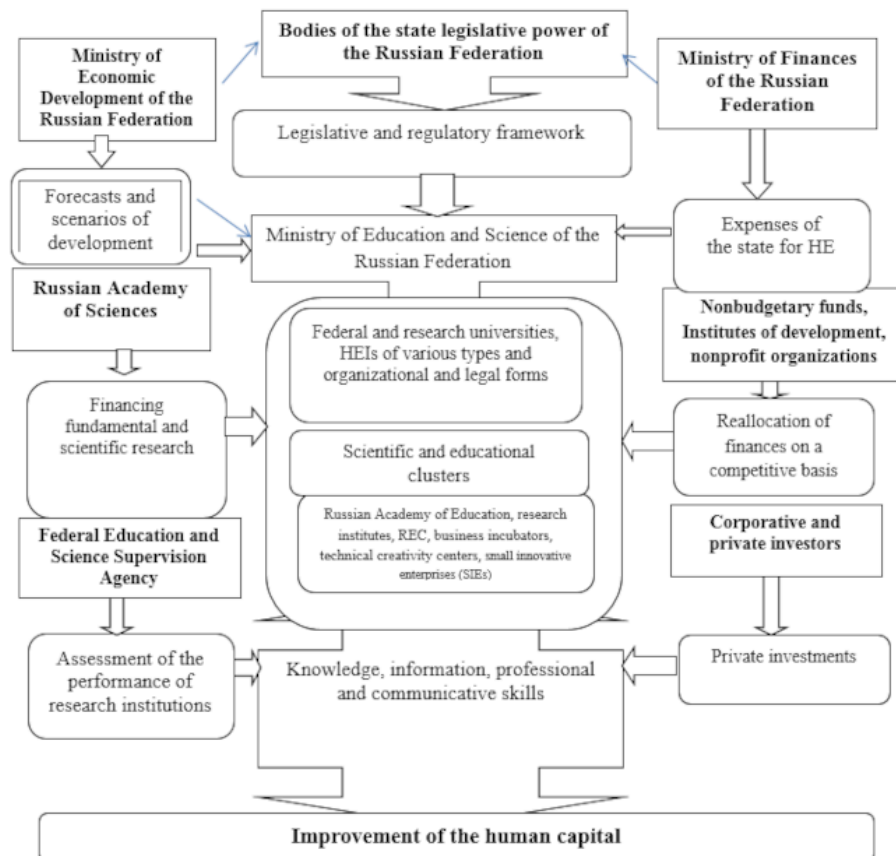 Bodies of the state legislative power of
the Russian Federation
Ministry of
Economic
Development of the
Russian Federation
Ministry of Finances
of the Russian
Federation
Legislative and regulatory framework
Forecasts and
scenarios of
development
Ministry of Education and Science of the
Russian Federation
Expenses of
the state for HE
Russian Academy
of Sciences
Nonbudgetary funds,
Institutes of development,
nonprofit organizations
Federal and research universities,
HEIs of various types and
organizational and legal forms
Financing
fundamental and
scientific research
Reallocation of
finances on a
competitive basis
Scientific and educational
clusters
Russian Academy of Education, research
institutes, REC, business incubators,
technical creativity centers, small innovative
enterprises (SIEs)
Federal Education and
Science Supervision
Agency
Corporative and
private investors
Assessment of the
performance of
research institutions
Knowledge, information, professional
and communicative skills
Private investments
Improvement of the human capital